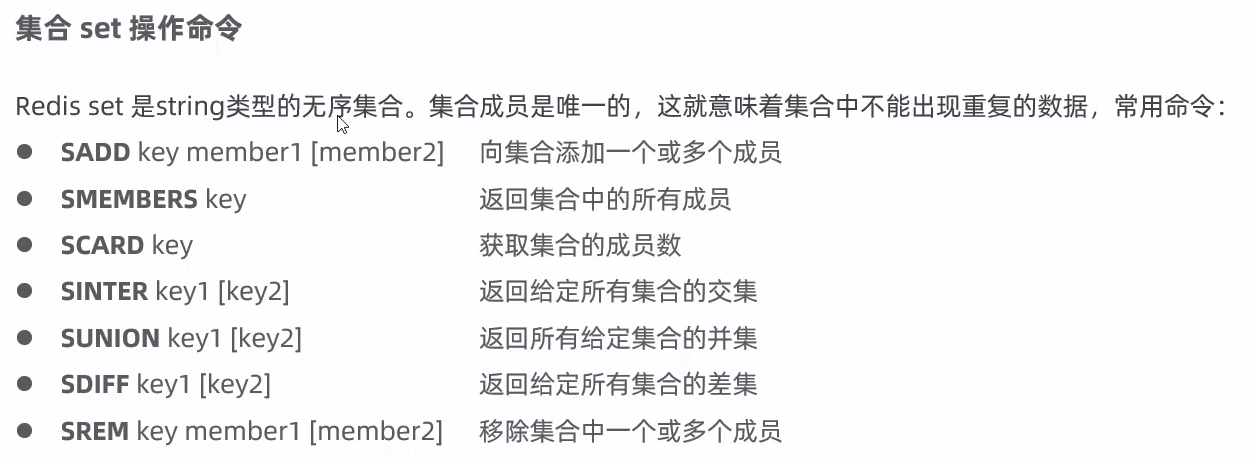 集合 set 操作命令
Redis set 是string类型的无序集合。集合成员是唯一的，这就意味着集合中不能出现重复的数据，常用命令：
● SADD key member1 [member2] 向集合添加一个或多个成员
● SMEMBERS key 返回集合中的所有成员
● SCARD key 获取集合的成员数
● SINTER key1 [key2] 返回给定所有集合的交集
● SUNION key1 [key2] 返回所有给定集合的并集
● SDIFF key1 [key2] 返回给定所有集合的差集
● SREM key member1 [member2] 移除集合中一个或多个成员